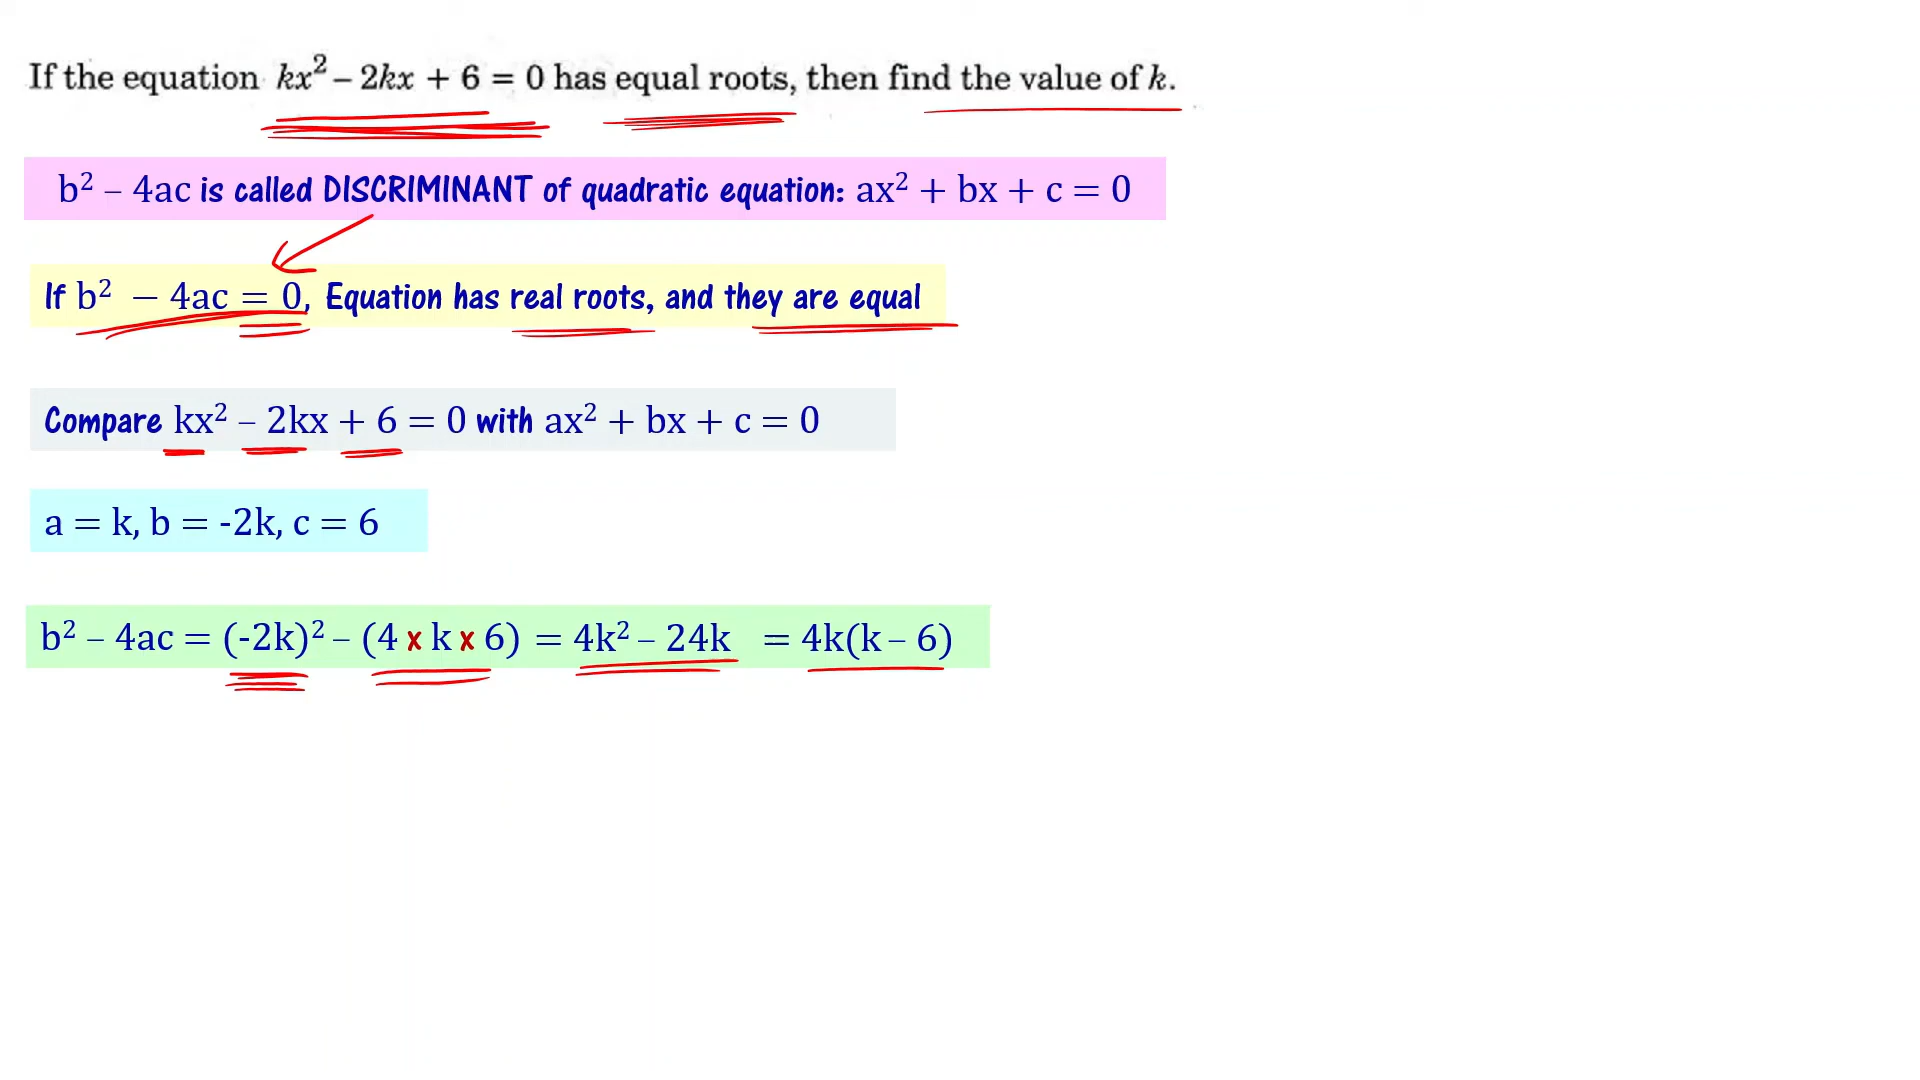 If the equation kx² – 2kx + 6 = 0 has equal roots, then find the value of k.
b² – 4ac is called DISCRIMINANT of quadratic equation: ax² + bx + c = 0
If b² – 4ac = 0, Equation has real roots, and they are equal
Compare kx² – 2kx + 6 = 0 with ax² + bx + c = 0
a = k, b = -2k, c = 6
b² – 4ac = (-2k)² – (4 x k x 6) = 4k² – 24k = 4k(k – 6)